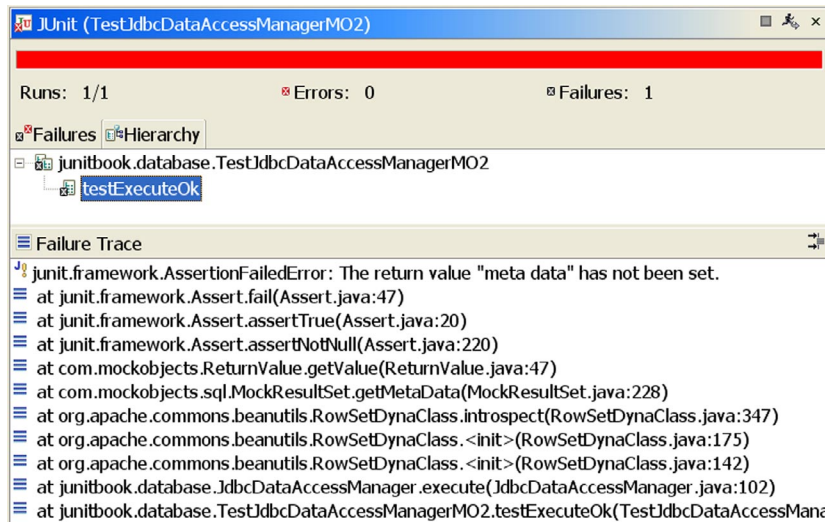 JUnit (TestJdbcDataAccessManagerMO2)
Runs: 1/1 Errors: 0 Failures: 1
Failures Hierarchy
junitbook.database.TestJdbcDataAccessManagerMO2
testExecuteOk
Failure Trace
junit.framework.AssertionFailedError: The return value "meta data" has not been set.
at junit.framework.Assert.fail(Assert.java:47)
at junit.framework.Assert.assertTrue(Assert.java:20)
at junit.framework.Assert.assertNotNull(Assert.java:220)
at com.mockobjects.ReturnValue.getValue(ReturnValue.java:47)
at com.mockobjects.sql.MockResultSet.getMetaData(MockResultSet.java:228)
at org.apache.commons.beanutils.RowSetDynaClass.introspect(RowSetDynaClass.java:347)
at org.apache.commons.beanutils.RowSetDynaClass.<init>(RowSetDynaClass.java:175)
at org.apache.commons.beanutils.RowSetDynaClass.<init>(RowSetDynaClass.java:142)
at junitbook.database.JdbcDataAccessManager.execute(JdbcDataAccessManager.java:102)
at junitbook.database.TestJdbcDataAccessManagerMO2.testExecuteOk(TestJdbcDataAccessMana